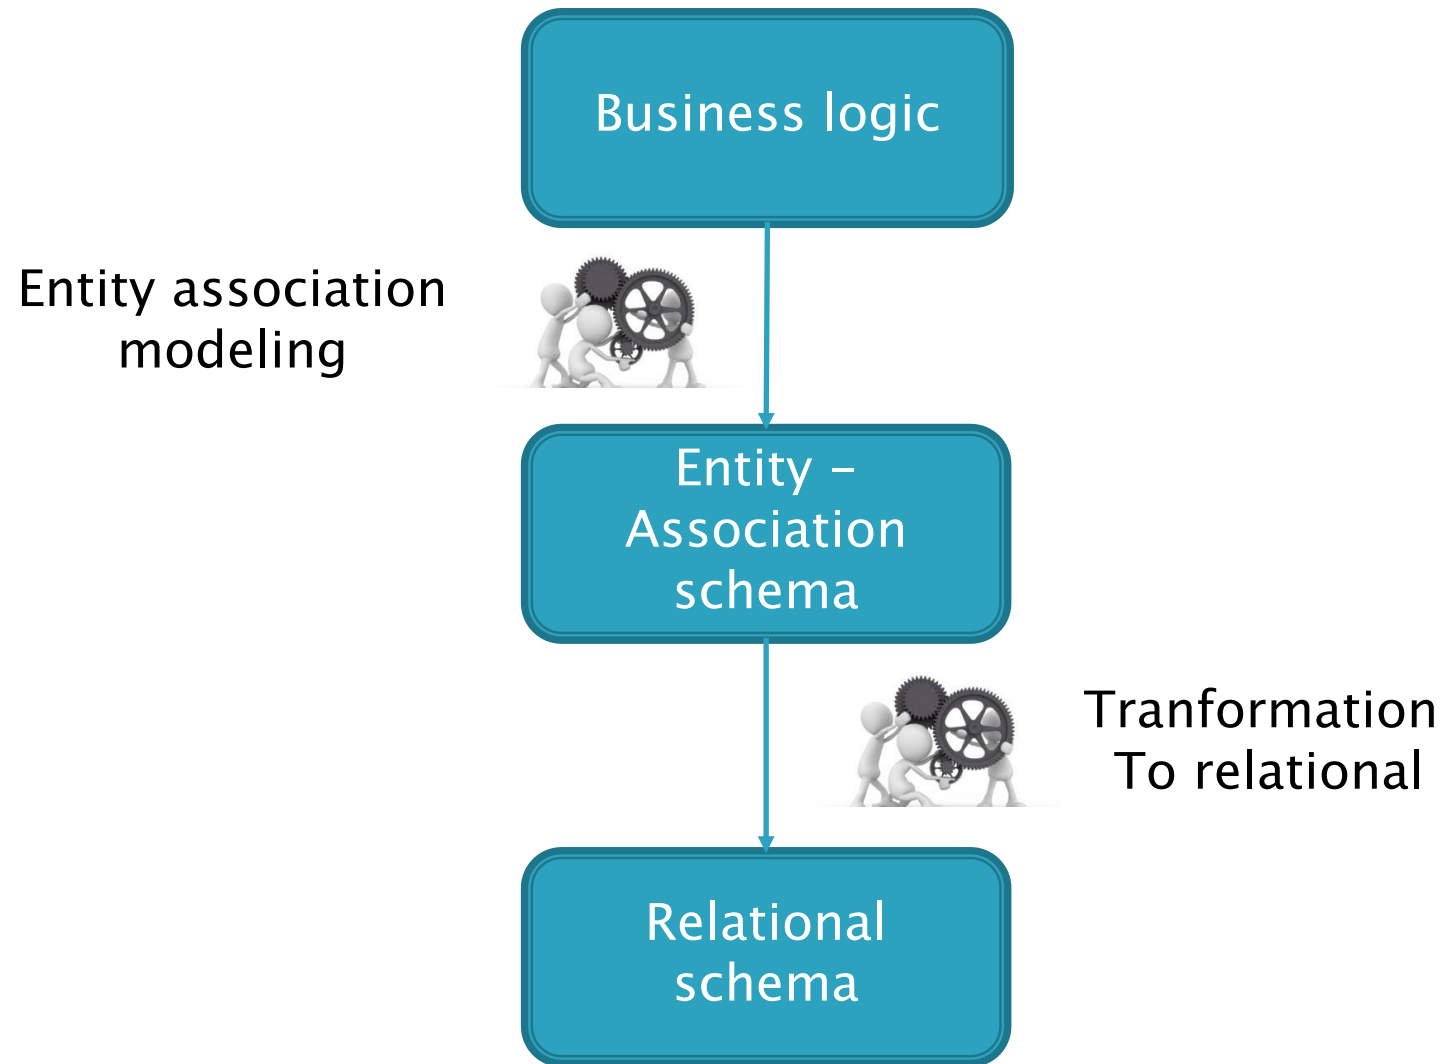 Business logic
Entity association
modeling
Entity –
Association
schema
Tranformation
To relational
Relational
schema